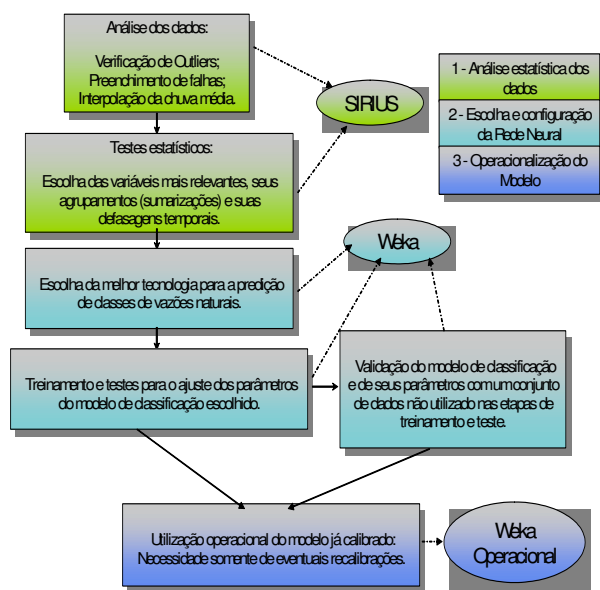 Análise dos dados:
Verificação de Outliers;
Preenchimento de falhas;
Interpolação da chuva média.
SIRIUS
1 - Análise estatística dos
dados
2 - Escolha e configuração
da Rede Neural
3 - Operacionalização do
Modelo
Testes estatísticos:
Escolha das variáveis mais relevantes, seus
agrupamentos (sumarizações) e suas
defasagens temporais.
Weka
Escolha da melhor tecnologia para a predição
de classes de vazões naturais.
Treinamento e testes para o ajuste dos parâmetros
do modelo de classificação escolhido.
Validação do modelo de classificação
e de seus parâmetros com um conjunto
de dados não utilizado nas etapas de
treinamento e teste.
Utilização operacional do modelo já calibrado:
Necessidade somente de eventuais recalibrações.
Weka
Operacional